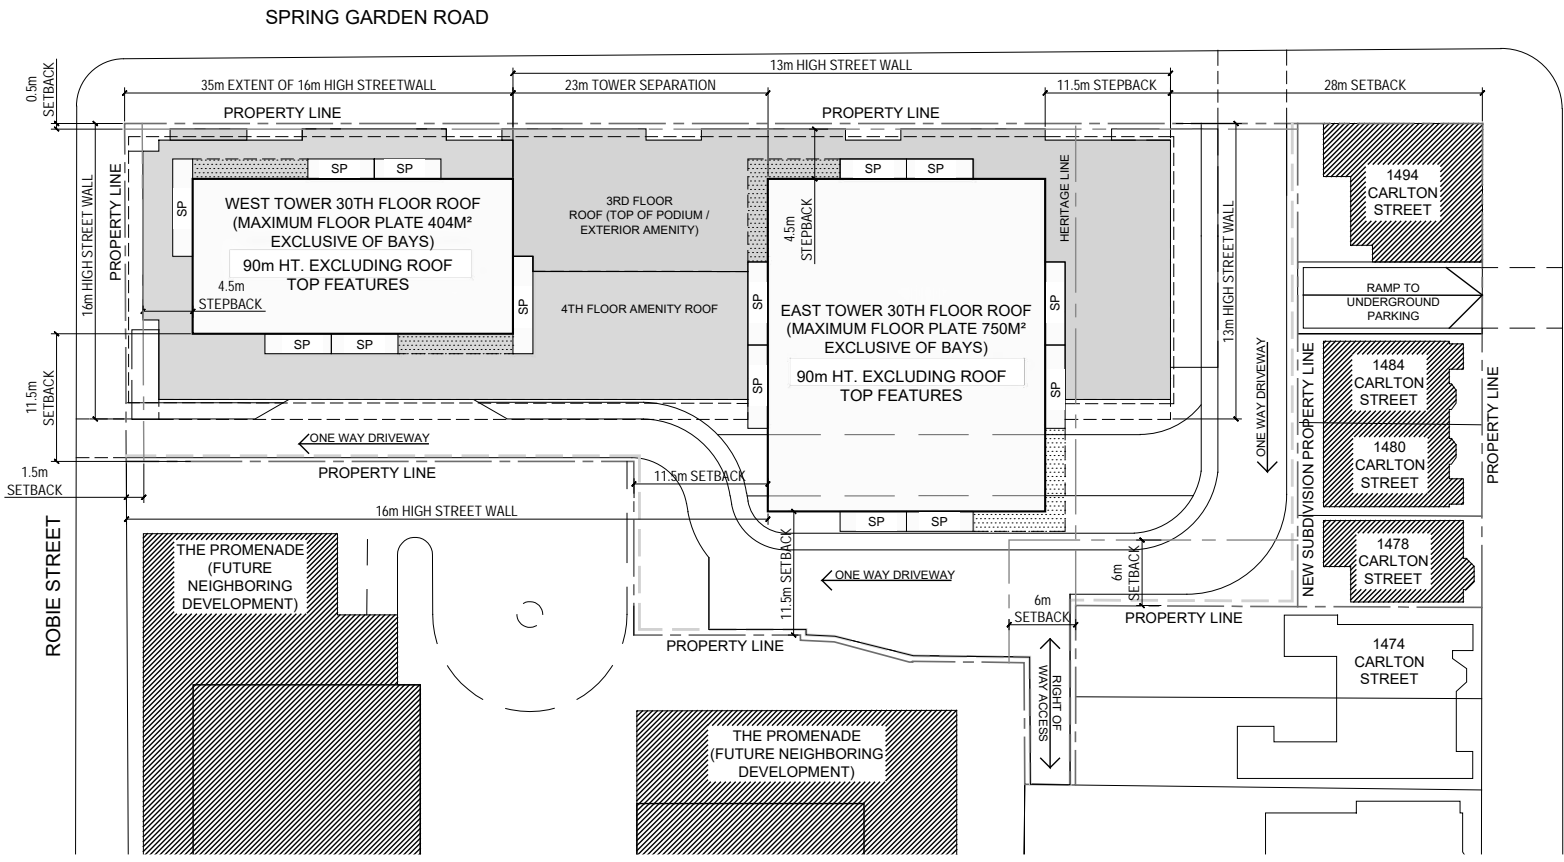 SPRING GARDEN ROAD
13m HIGH STREET WALL
0.5m
SETBACK
35m EXTENT OF 16m HIGH STREETWALL
23m TOWER SEPARATION
11.5m STEPBACK
28m SETBACK
PROPERTY LINE
PROPERTY LINE
16m HIGH STREET WALL
PROPERTY LINE
SP
SP
SP
WEST TOWER 30TH FLOOR ROOF
(MAXIMUM FLOOR PLATE 404M²
EXCLUSIVE OF BAYS)
90m HT. EXCLUDING ROOF
TOP FEATURES
4.5m
STEPBACK
SP
SP
SP
3RD FLOOR
ROOF (TOP OF PODIUM /
EXTERIOR AMENITY)
4TH FLOOR AMENITY ROOF
SP
SP
4.5m
STEPBACK
SP
SP
EAST TOWER 30TH FLOOR ROOF
(MAXIMUM FLOOR PLATE 750M²
EXCLUSIVE OF BAYS)
90m HT. EXCLUDING ROOF
TOP FEATURES
SP
SP
SP
SP
HERITAGE LINE
13m HIGH STREET WALL
ONE WAY DRIVEWAY
1494
CARLTON
STREET
RAMP TO
UNDERGROUND
PARKING
1484
CARLTON
STREET
1480
CARLTON
STREET
1478
CARLTON
STREET
1474
CARLTON
STREET
NEW SUBDIVISION PROPERTY LINE
PROPERTY LINE
11.5m
SETBACK
ONE WAY DRIVEWAY
PROPERTY LINE
1.5m
SETBACK
11.5m SETBACK
16m HIGH STREET WALL
11.5m SETBACK
ONE WAY DRIVEWAY
6m
SETBACK
6m
SETBACK
PROPERTY LINE
PROPERTY LINE
RIGHT OF
WAY ACCESS
ROBIE STREET
THE PROMENADE
(FUTURE
NEIGHBORING
DEVELOPMENT)
THE PROMENADE
(FUTURE NEIGHBORING
DEVELOPMENT)